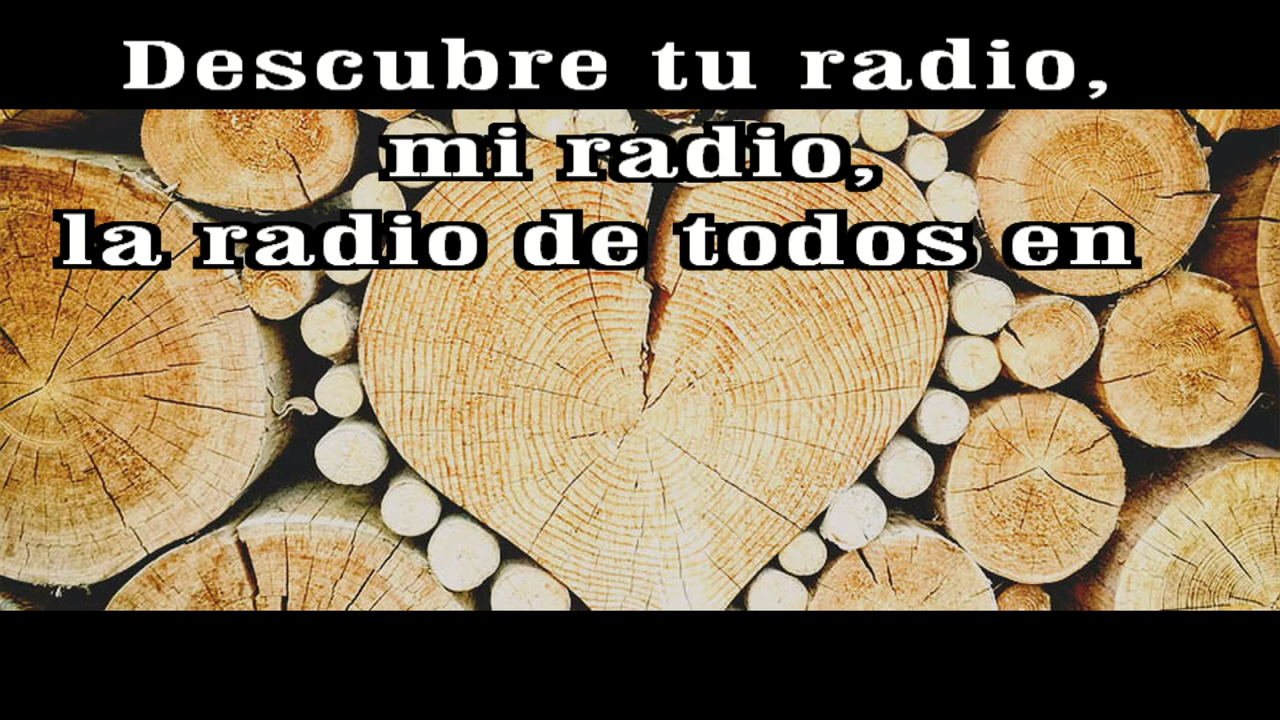 Descubre tu radio,
mi radio,
la radio de todos en